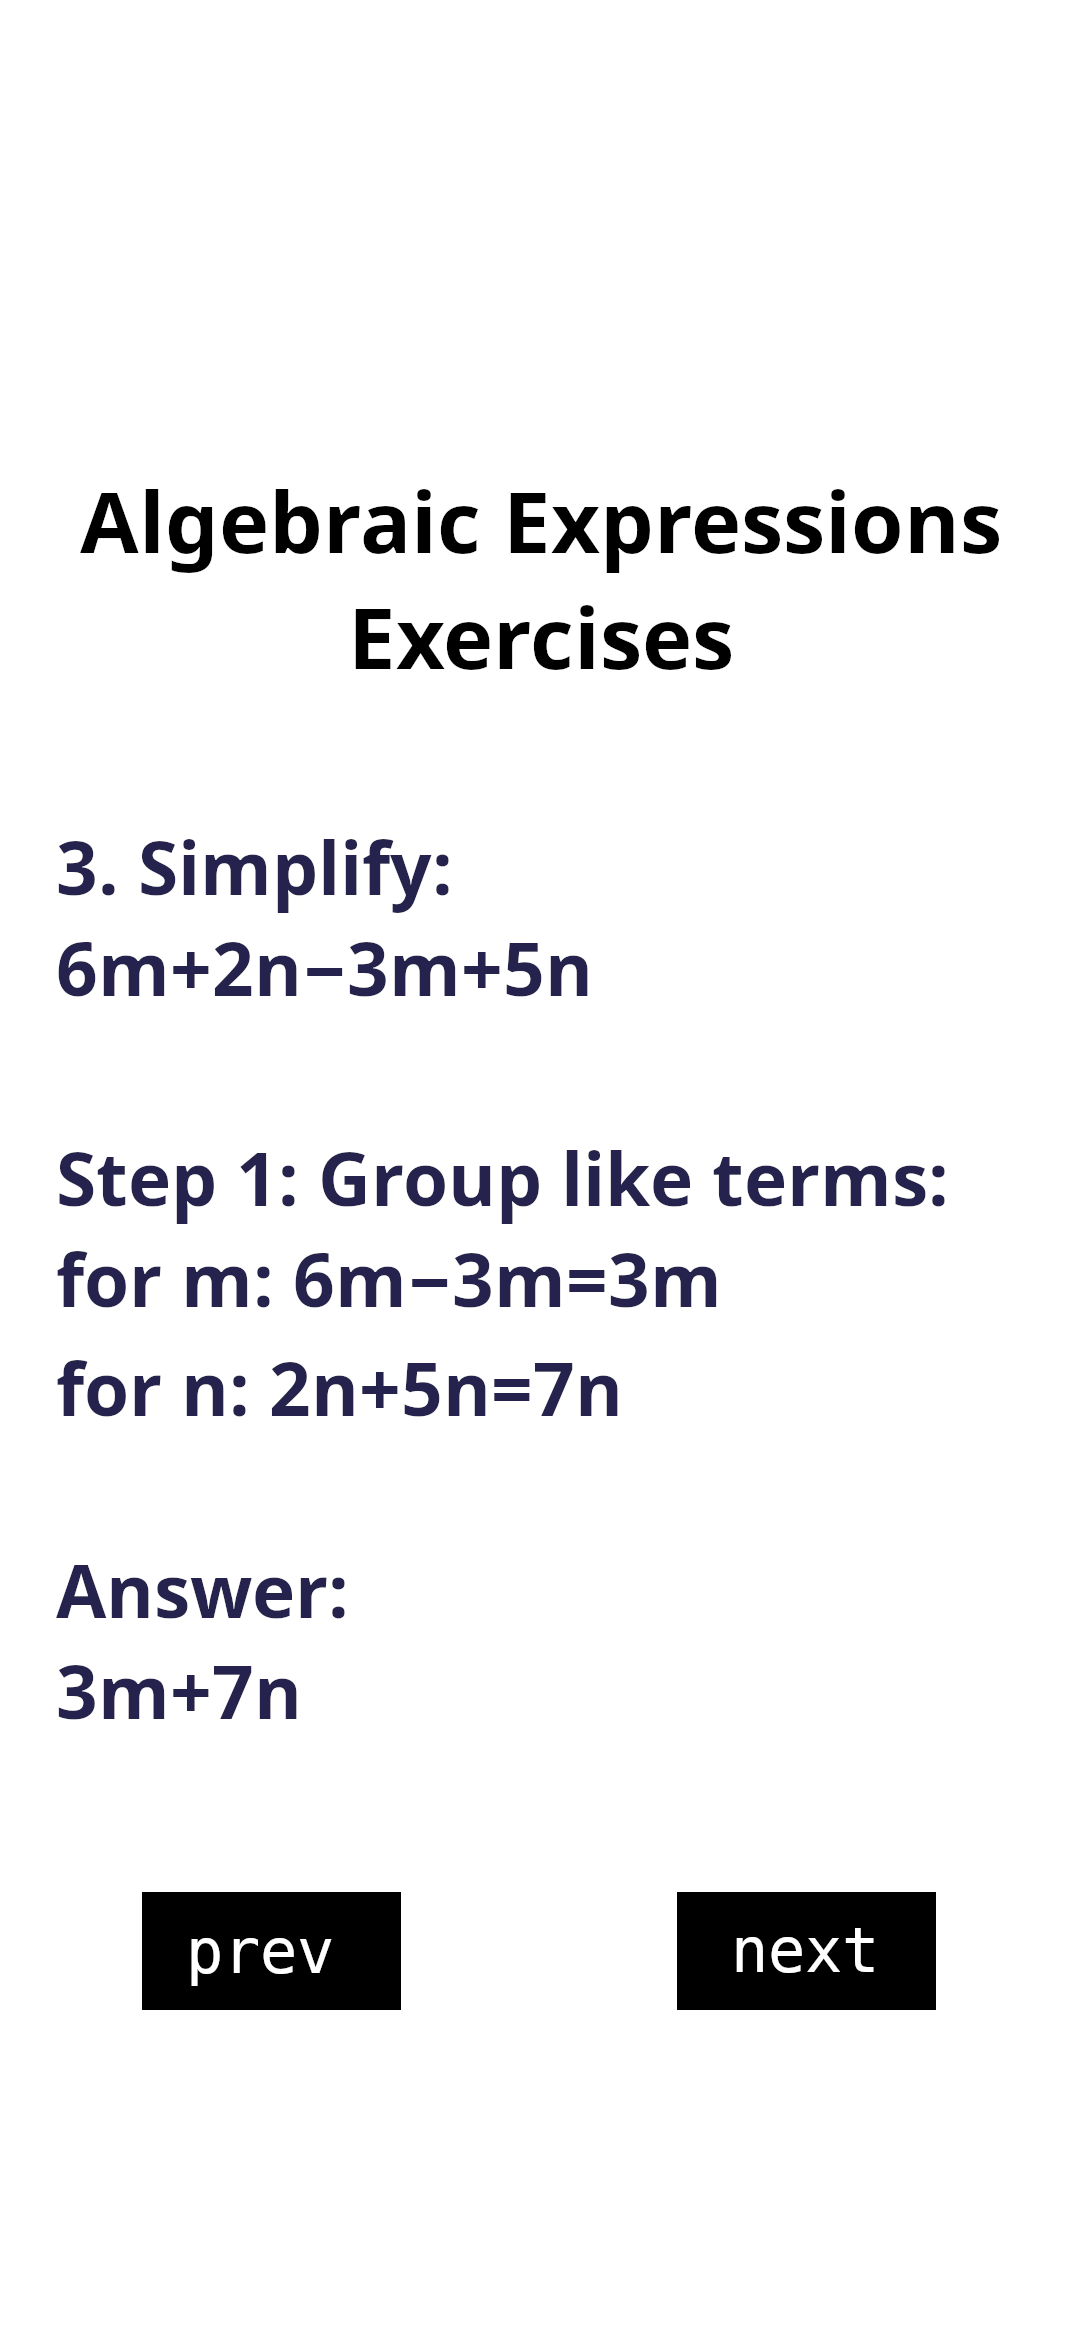 Algebraic Expressions
Exercises
3. Simplify:
6m+2n−3m+5n
Step 1: Group like terms:
for m: 6m−3m=3m
for n: 2n+5n=7n
Answer:
3m+7n
prev
next